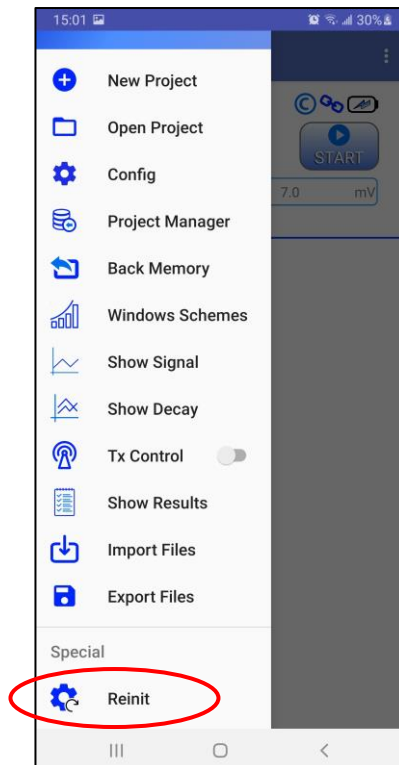 15:01 30%
New Project
Open Project
Config
START
7.0 mV
Project Manager
Back Memory
Windows Schemes
Show Signal
Show Decay
Tx Control
Show Results
Import Files
Export Files
Special
Reinit